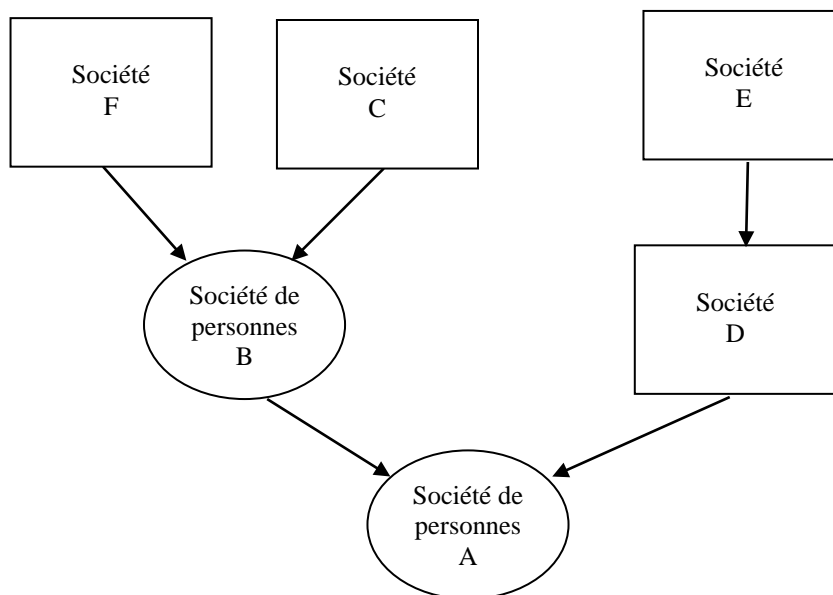 Société
F
Société
C
Société
E
Société de
personnes
B
Société
D
Société de
personnes
A